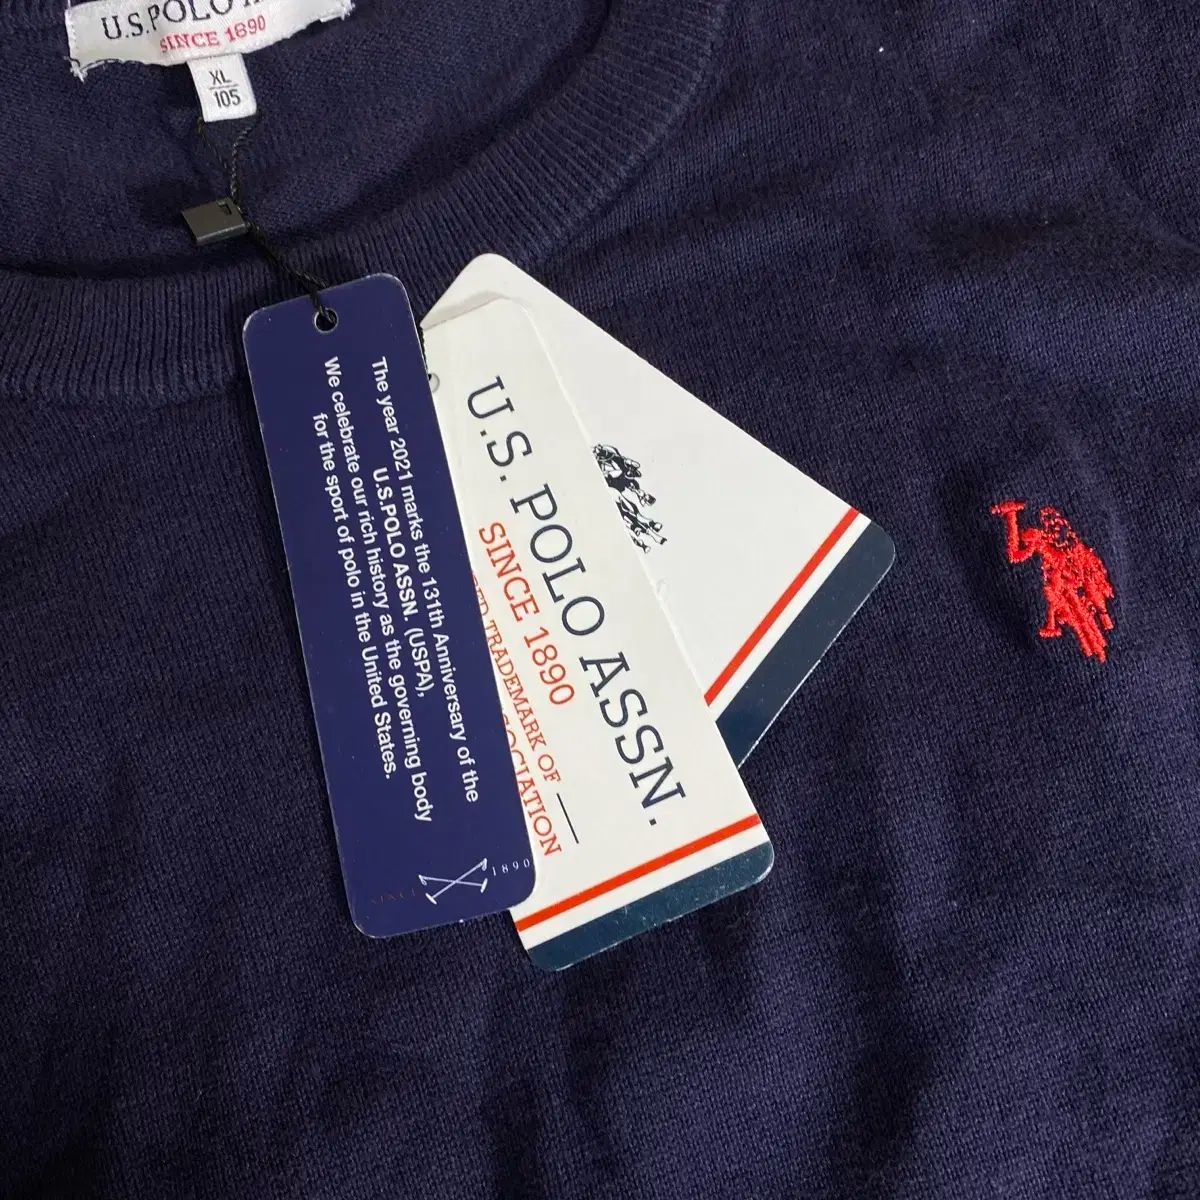 U.S.POLO
SINCE 1890
XL
105
The year 2021 marks the 131th Anniversary of the
U.S.POLO ASSN. (USPA),
We celebrate our rich history as the governing body
for the sport of polo in the United States.
SINCE 1890
U.S. POLO ASSN.
SINCE 1890
TRADEMARK OF